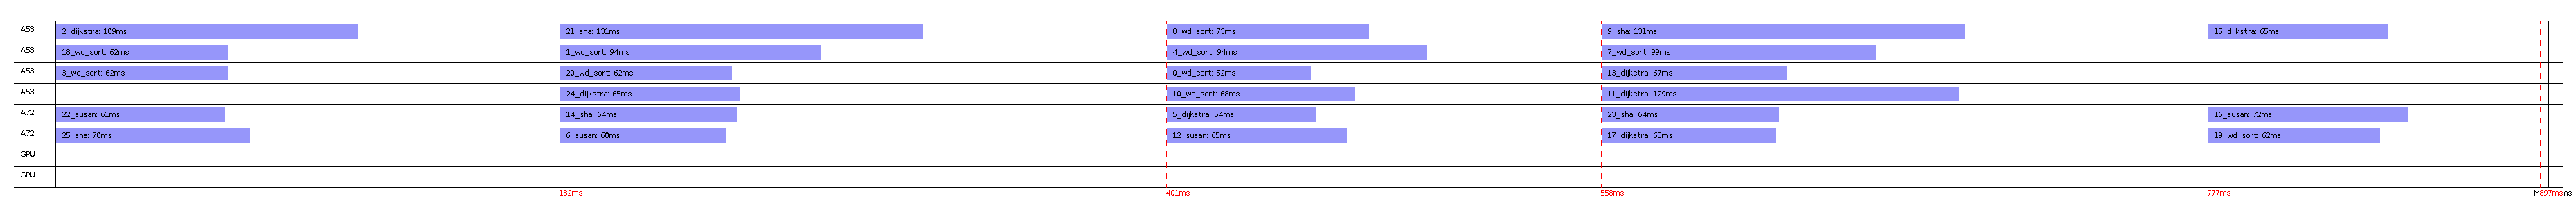 A53 2_dijkstra: 109ms 21_sha: 131ms 8_wd_sort: 73ms 9_sha: 131ms 15_dijkstra: 65ms
A53 18_wd_sort: 62ms 1_wd_sort: 94ms 4_wd_sort: 94ms 7_wd_sort: 99ms
A53 3_wd_sort: 62ms 20_wd_sort: 62ms 0_wd_sort: 52ms 13_dijkstra: 67ms
A53 24_dijkstra: 65ms 10_wd_sort: 68ms 11_dijkstra: 129ms
A72 22_susan: 61ms 14_sha: 64ms 5_dijkstra: 54ms 23_sha: 64ms 16_susan: 72ms
A72 25_sha: 70ms 6_susan: 60ms 12_susan: 65ms 17_dijkstra: 63ms 19_wd_sort: 62ms
GPU
GPU
182ms 401ms 558ms 777ms 897ms